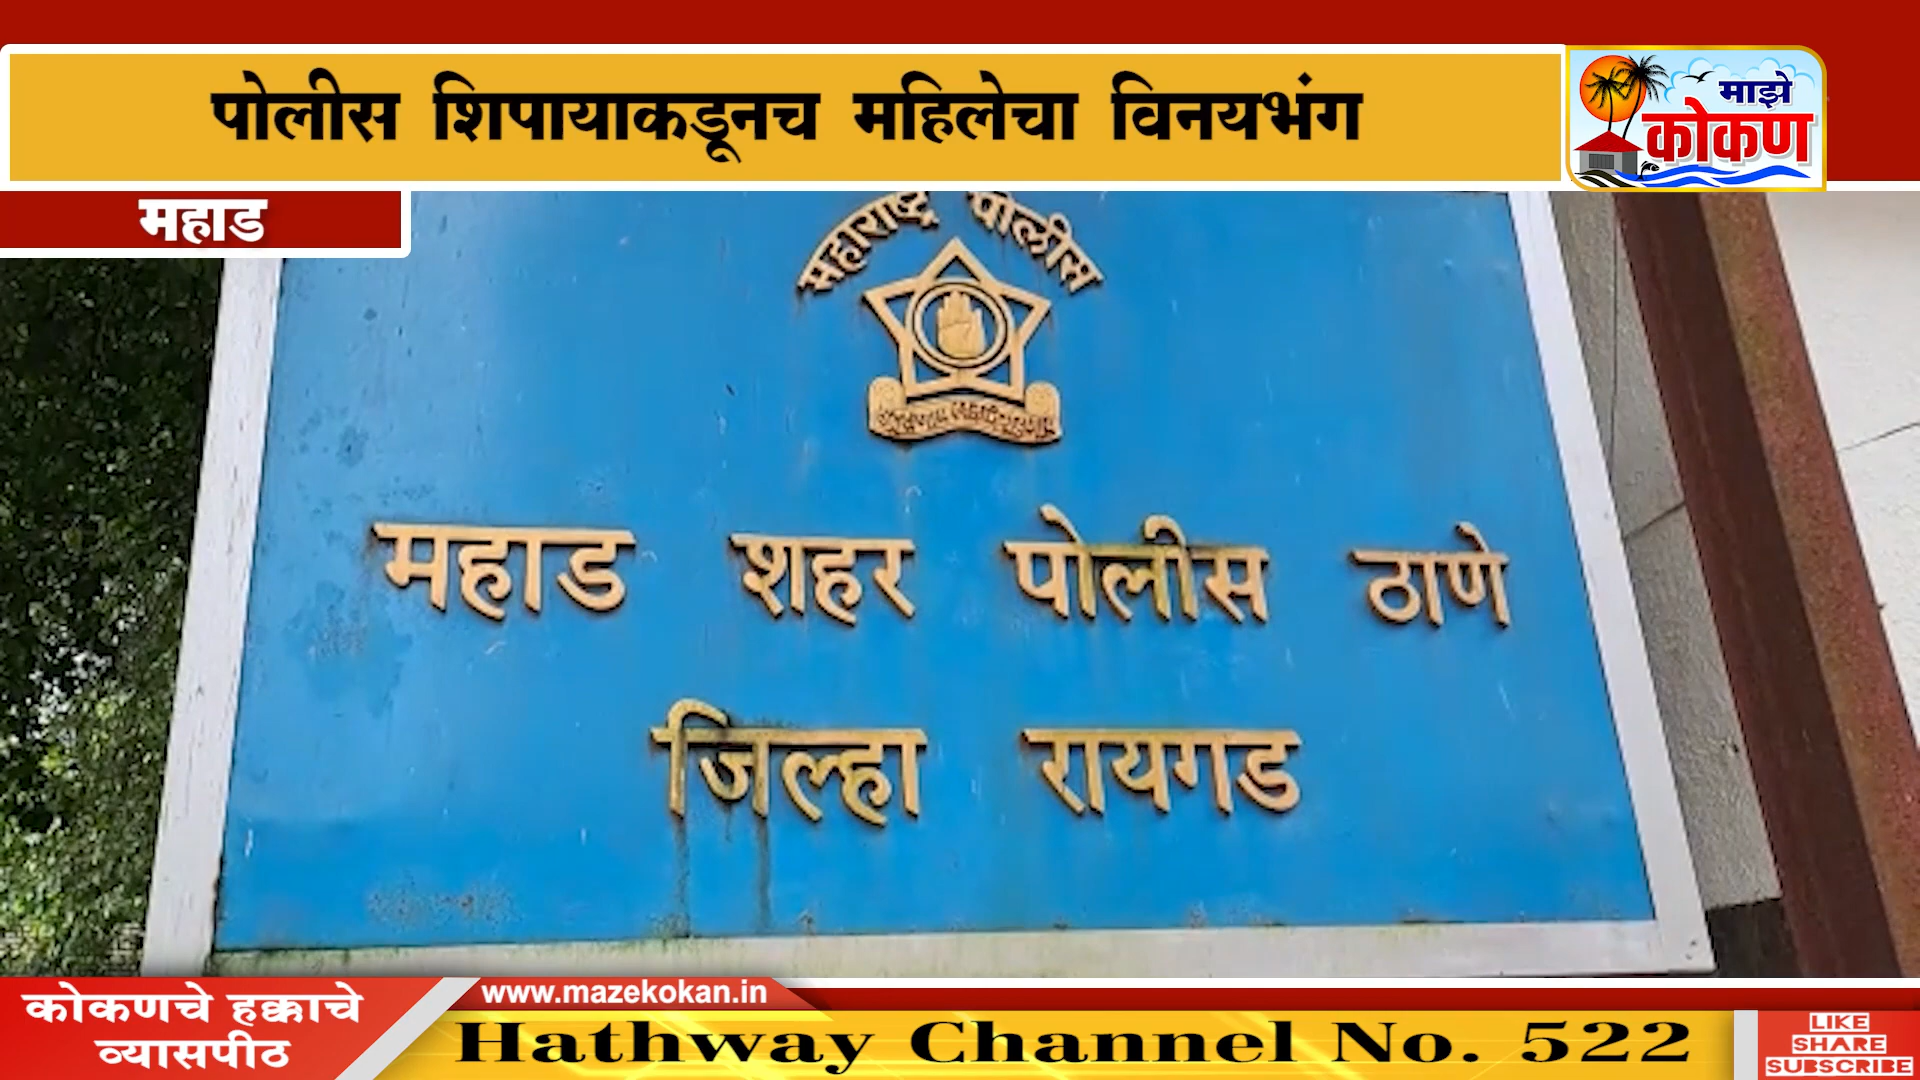 पोलीस शिपायाकडूनच महिलेचा विनयभंग
माझे
कोकण
महाड
महाराष्ट्र पोलीस
महाड शहर पोलीस ठाणे
जिल्हा रायगड
कोकणचे हक्काचे
व्यासपीठ
www.mazekokan.in
Hathway Channel No. 522
LIKE
SHARE
SUBSCRIBE